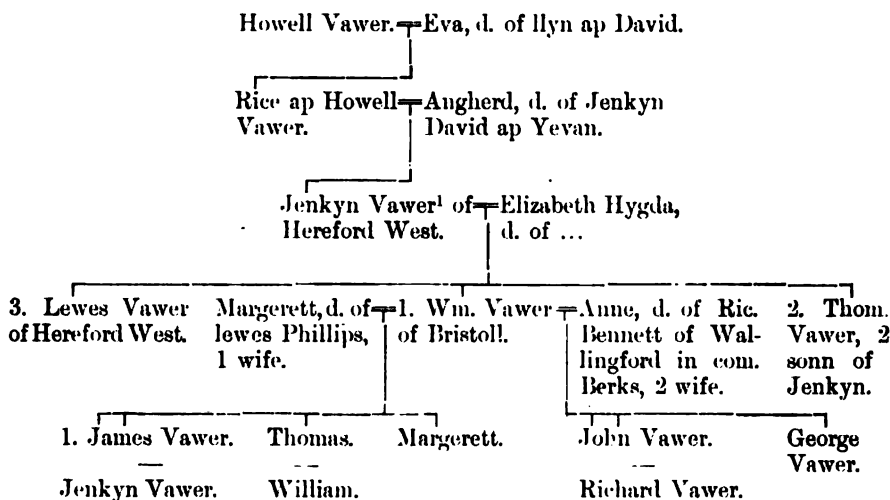 Howell Vawer. Eva, d. of llyn ap David.
Rice ap Howell Angherd, d. of Jenkyn
Vawer. David ap Yevan.
Jenkyn Vawer¹ of Elizabeth Hygda,
Hereford West. d. of ...
3. Lewes Vawer
of Hereford West.
Margerett, d. of
lewes Phillips,
1 wife.
1. Wm. Vawer
of Bristoll.
Anne, d. of Ric.
Bennett of Wal-
lingford in com.
Berks, 2 wife.
2. Thom.
Vawer, 2
sonn of
Jenkyn.
1. James Vawer. Thomas. Margerett. John Vawer. George
Vawer.
Jenkyn Vawer. William. Richard Vawer.